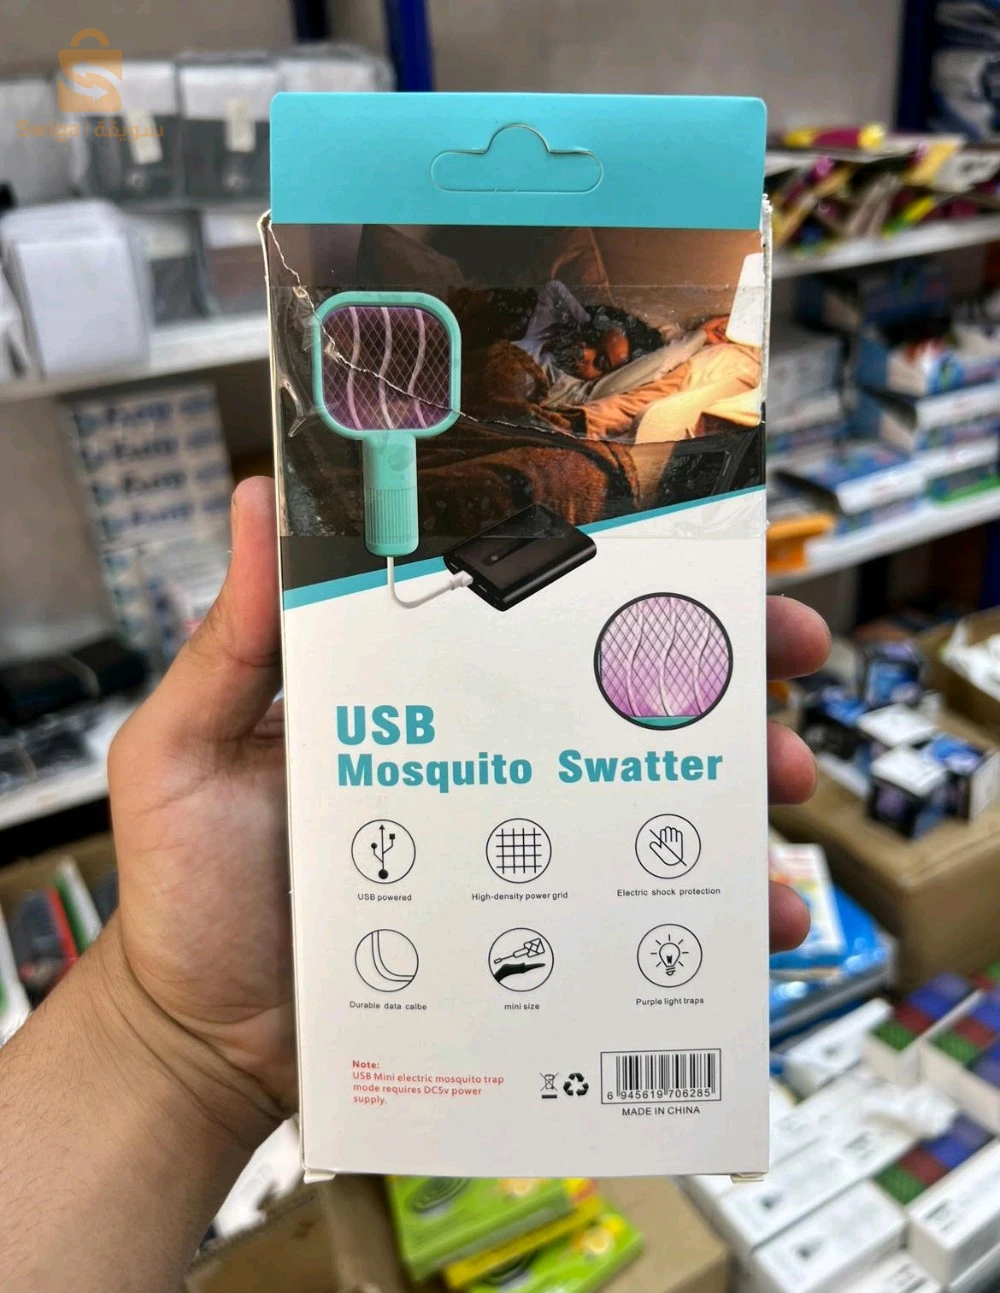 سويقة
USB
Mosquito Swatter
USB powered
High-density power grid
Electric shock protection
Durable data calbe
mini size
Purple light traps
Note:
USB Mini electric mosquito trap
mode requires DC5v power
supply.
6 945619 706285
MADE IN CHINA